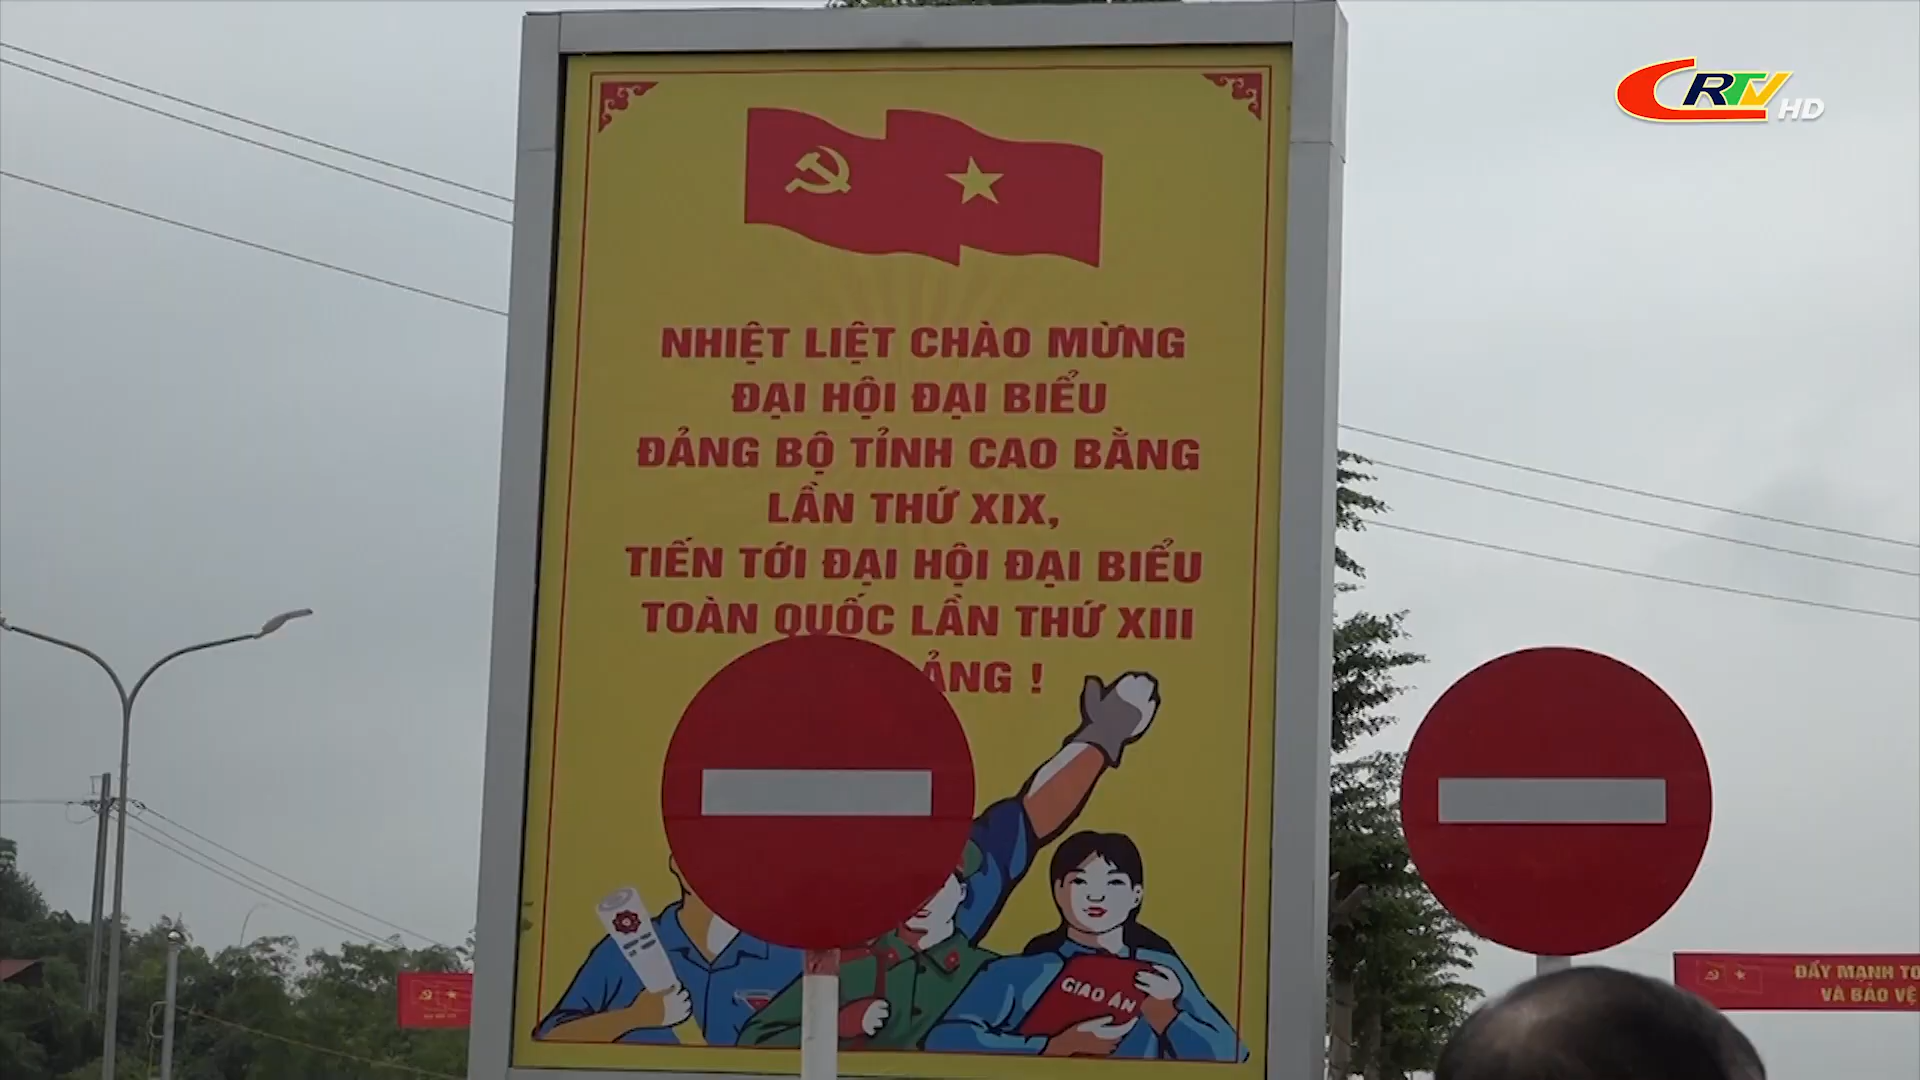 CRTV HD
NHIỆT LIỆT CHÀO MỪNG
ĐẠI HỘI ĐẠI BIỂU
ĐẢNG BỘ TỈNH CAO BẰNG
LẦN THỨ XIX,
TIẾN TỚI ĐẠI HỘI ĐẠI BIỂU
TOÀN QUỐC LẦN THỨ XIII
ẢNG !
GIÁO ÁN
ĐẨY MẠNH TO
VÀ BẢO VỆ